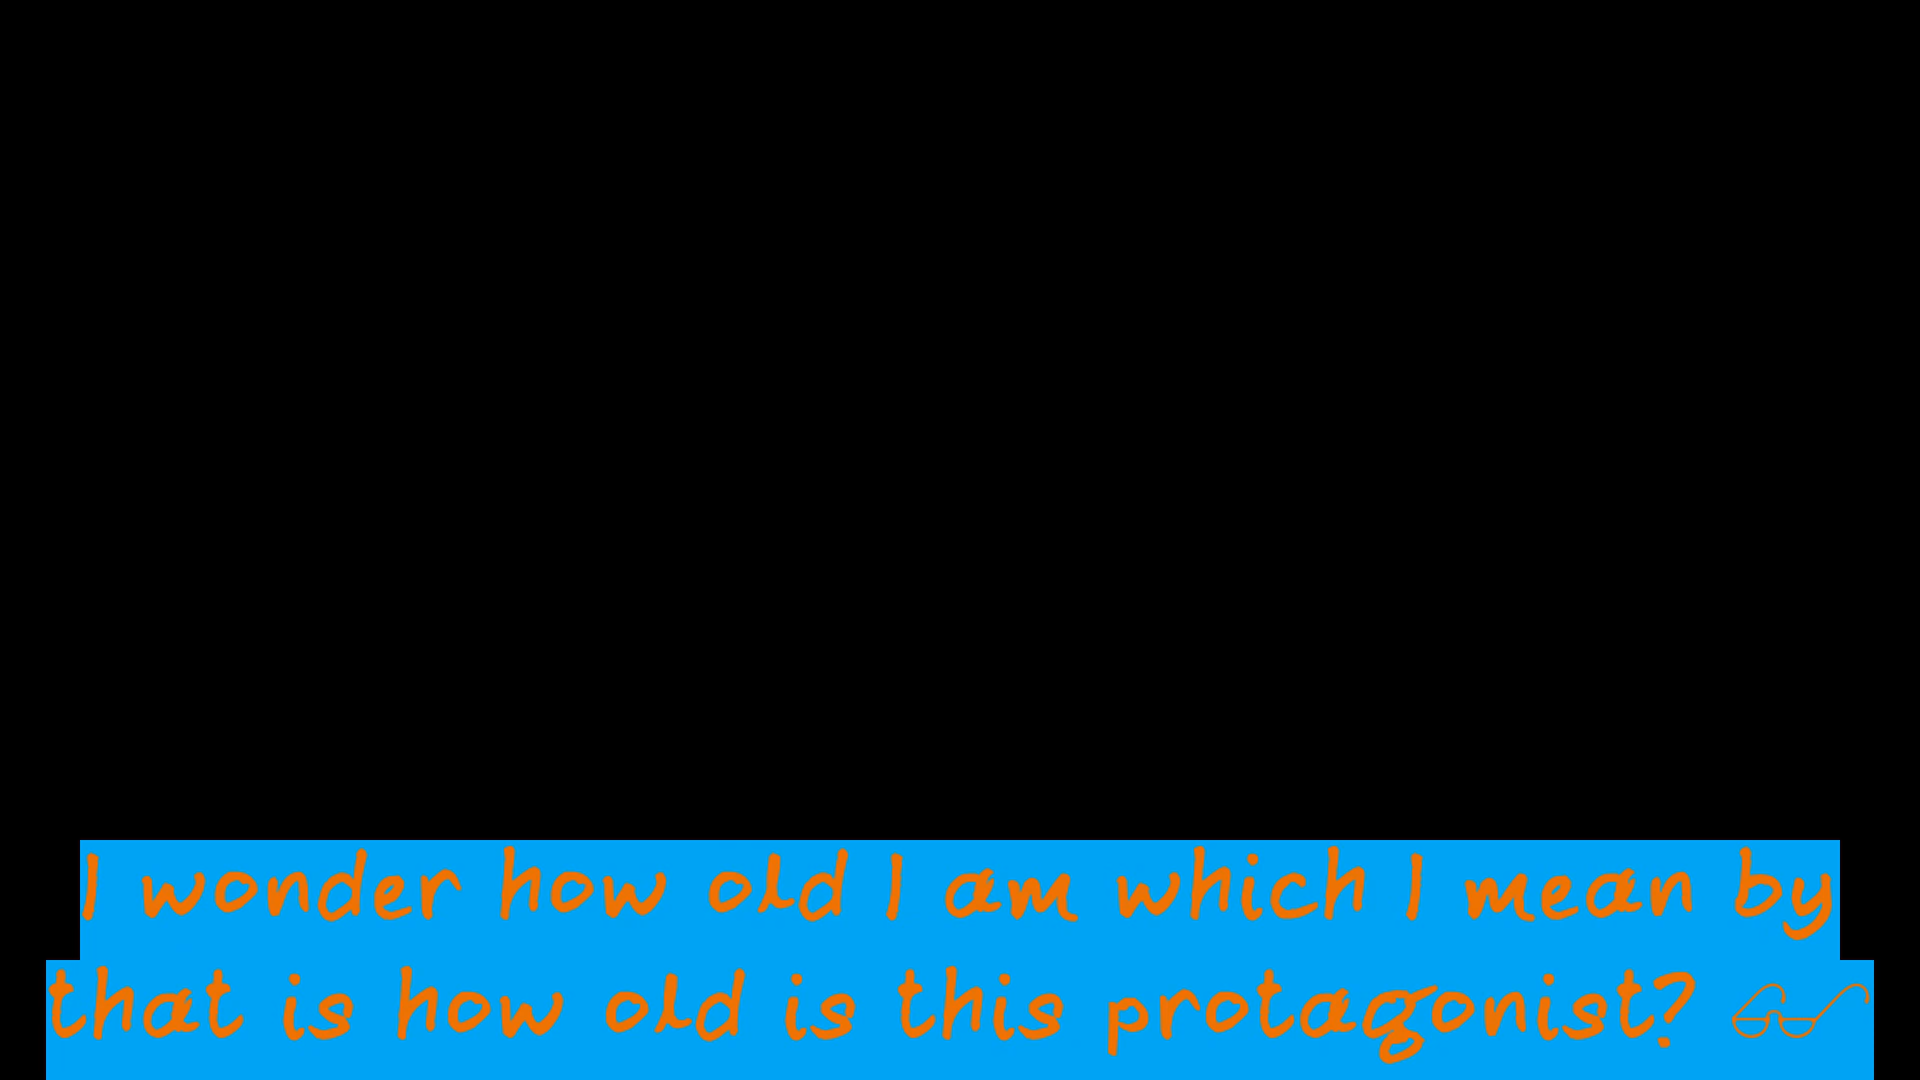 I wonder how old I am which I mean by
that is how old is this protagonist? 👓